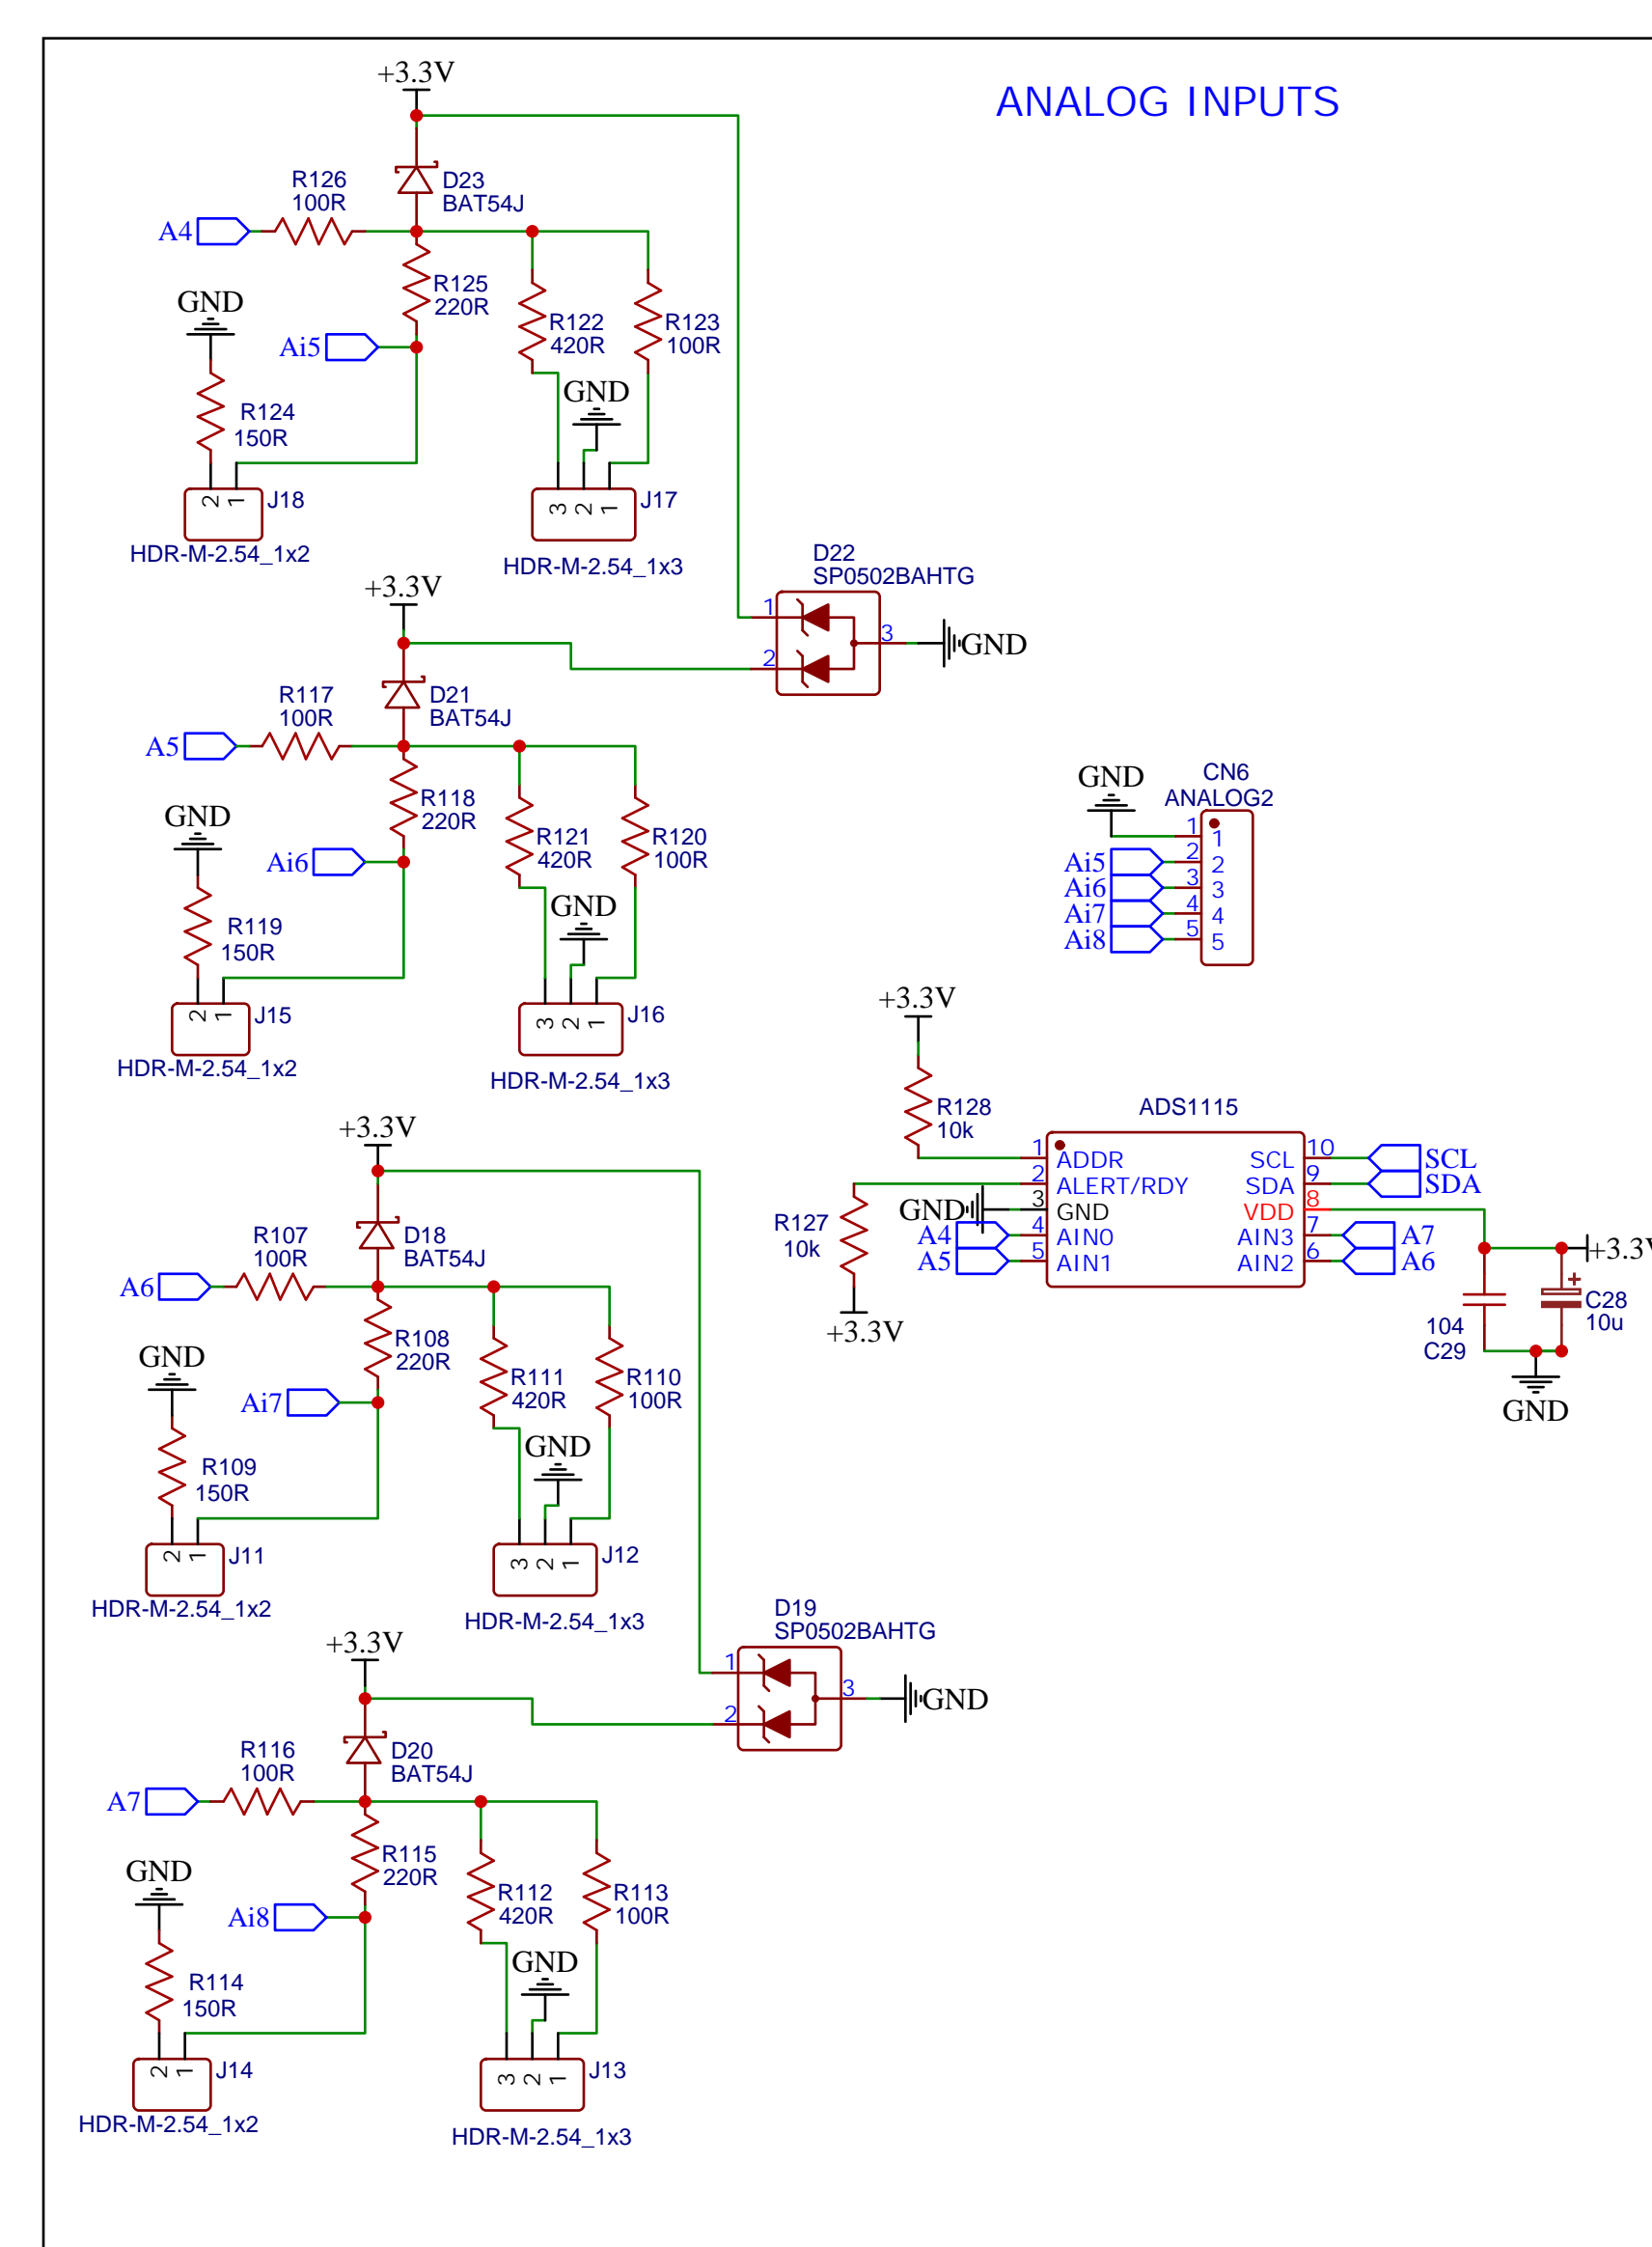 ANALOG INPUTS
+3.3V
D23
BAT54J
R126
100R
A4
R125
220R
GND
Ai5
R122
420R
R123
100R
GND
R124
150R
2 1
J18
HDR-M-2.54_1x2
3 2 1
J17
HDR-M-2.54_1x3
D22
SP0502BAHTG
1
2
3
GND
+3.3V
D21
BAT54J
R117
100R
A5
R118
220R
GND
Ai6
R121
420R
R120
100R
GND
R119
150R
2 1
J15
HDR-M-2.54_1x2
3 2 1
J16
HDR-M-2.54_1x3
CN6
ANALOG2
GND
1 1
Ai5 2 2
Ai6 3 3
Ai7 4 4
Ai8 5 5
+3.3V
R128
10k
ADS1115
1 ADDR SCL 10 SCL
2 ALERT/RDY SDA 9 SDA
GND 3 GND VDD 8
A4 4 AIN0 AIN3 7 A7
A5 5 AIN1 AIN2 6 A6
R127
10k
+3.3V
+3.3V
+
C28
10u
104
C29
GND
+3.3V
D18
BAT54J
R107
100R
A6
R108
220R
GND
Ai7
R111
420R
R110
100R
GND
R109
150R
2 1
J11
HDR-M-2.54_1x2
3 2 1
J12
HDR-M-2.54_1x3
D19
SP0502BAHTG
1
2
3
GND
+3.3V
D20
BAT54J
R116
100R
A7
R115
220R
GND
Ai8
R112
420R
R113
100R
GND
R114
150R
2 1
J14
HDR-M-2.54_1x2
3 2 1
J13
HDR-M-2.54_1x3